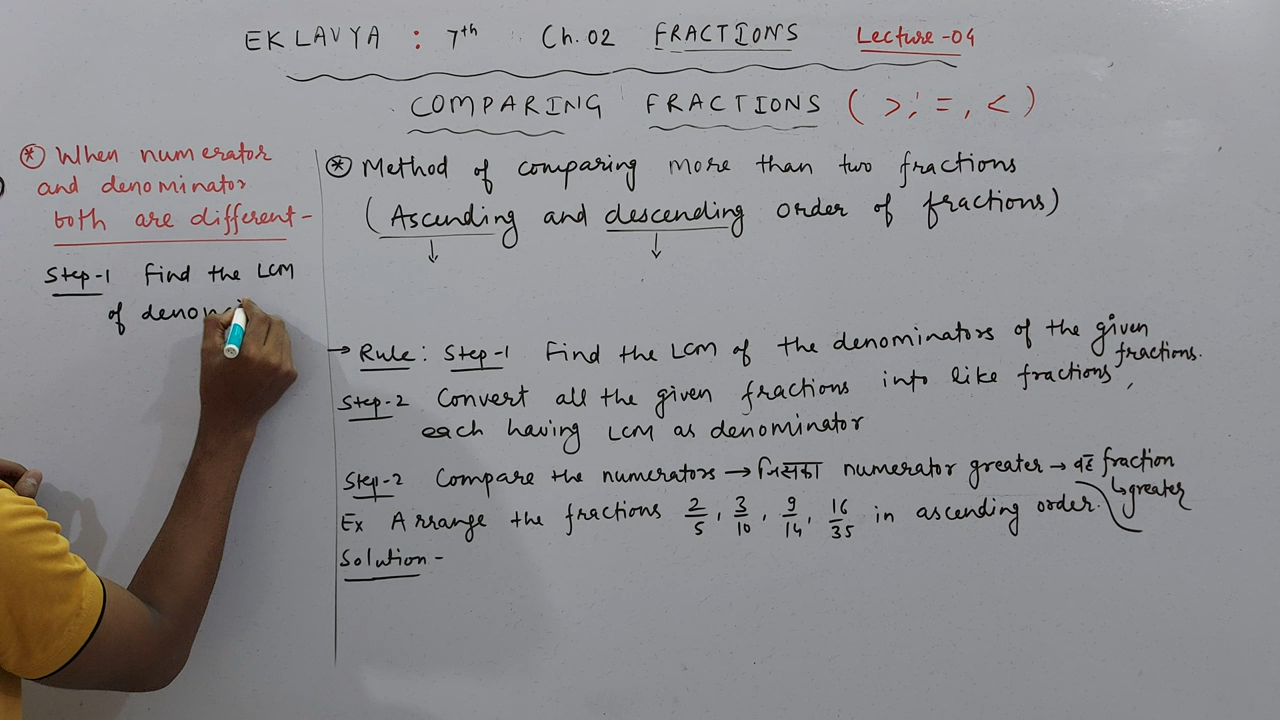 EKLAVYA : 7th Ch. 02 FRACTIONS Lecture-04
COMPARING FRACTIONS ( >, =, < )
* When numerator
and denominator
both are different-
Step-1 Find the LCM
of denom
* Method of comparing more than two fractions
(Ascending and descending order of fractions)
↓ ↓
→ Rule: Step-1 Find the LCM of the denominators of the given
fractions.
Step-2 Convert all the given fractions into like fractions,
each having LCM as denominator
Step-2 Compare the numerators → जिसका numerator greater → वह fraction
↳ greater
Ex Arrange the fractions 2/5, 3/10, 9/14, 16/35 in ascending order.
Solution-